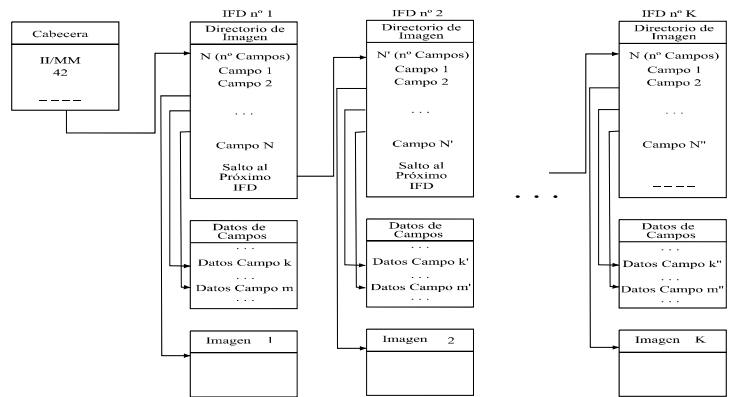 Cabecera
II/MM
42
_ _ _ _
IFD nº 1
Directorio de
Imagen
N (nº Campos)
Campo 1
Campo 2
. . .
Campo N
Salto al
Próximo
IFD
Datos de
Campos
. . .
Datos Campo k
. . .
Datos Campo m
. . .
Imagen 1
IFD nº 2
Directorio de
Imagen
N' (nº Campos)
Campo 1
Campo 2
. . .
Campo N'
Salto al
Próximo
IFD
Datos de
Campos
. . .
Datos Campo k'
. . .
Datos Campo m'
. . .
Imagen 2
. . .
IFD nº K
Directorio de
Imagen
N (nº Campos)
Campo 1
Campo 2
. . .
Campo N"
_ _ _ _
Datos de
Campos
. . .
Datos Campo k"
. . .
Datos Campo m"
. . .
Imagen K